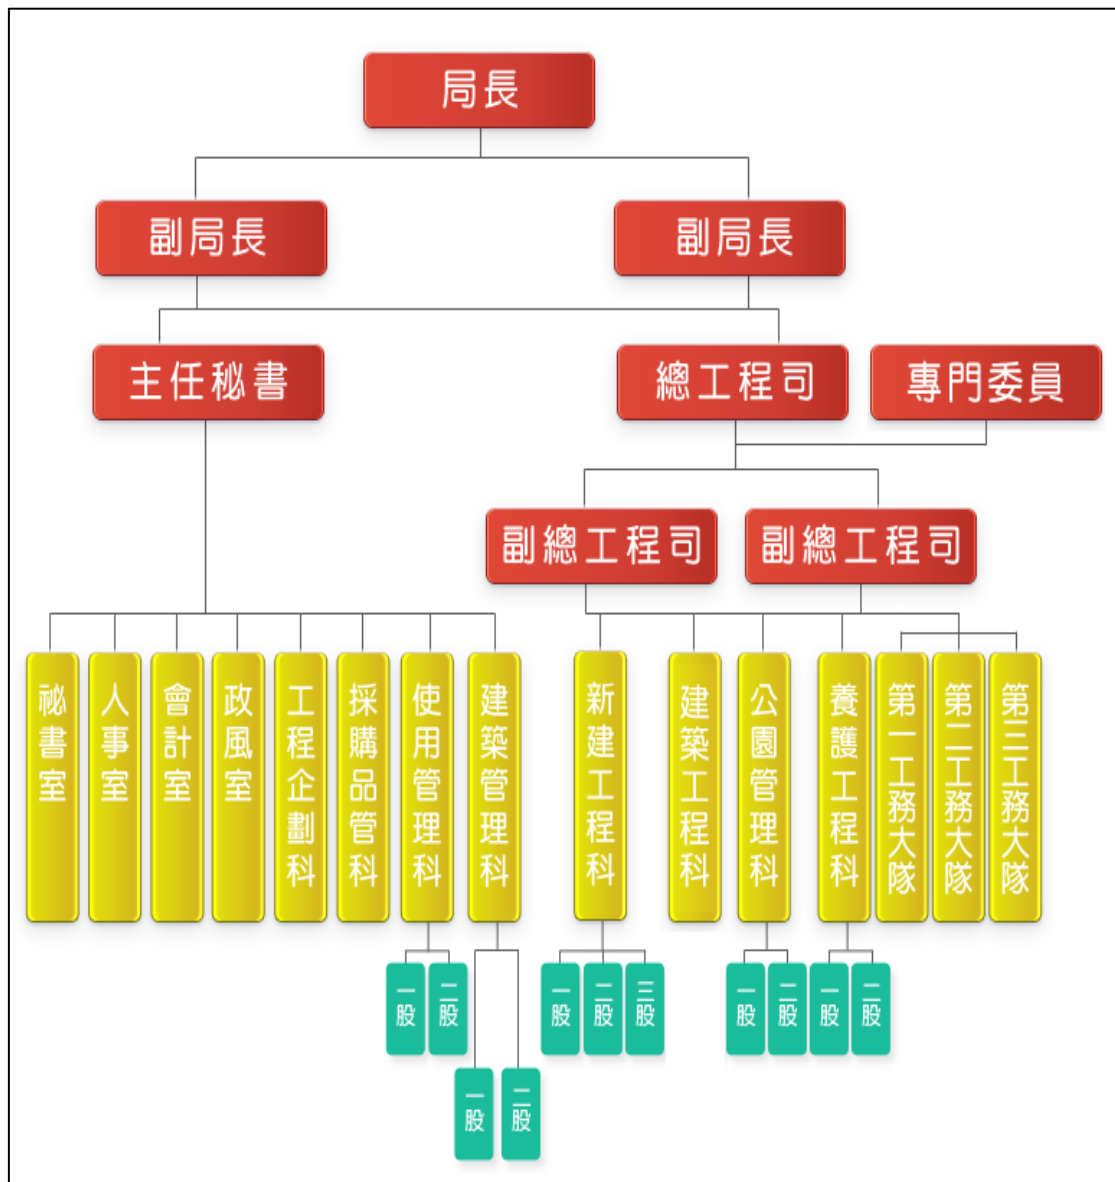 局長
副局長
副局長
主任秘書
總工程司
專門委員
副總工程司
副總工程司
祕書室
人事室
會計室
政風室
工程企劃科
採購品管科
使用管理科
建築管理科
新建工程科
建築工程科
公園管理科
養護工程科
第一工務大隊
第二工務大隊
第三工務大隊
一股
二股
一股
二股
三股
一股
二股
一股
二股
一股
二股